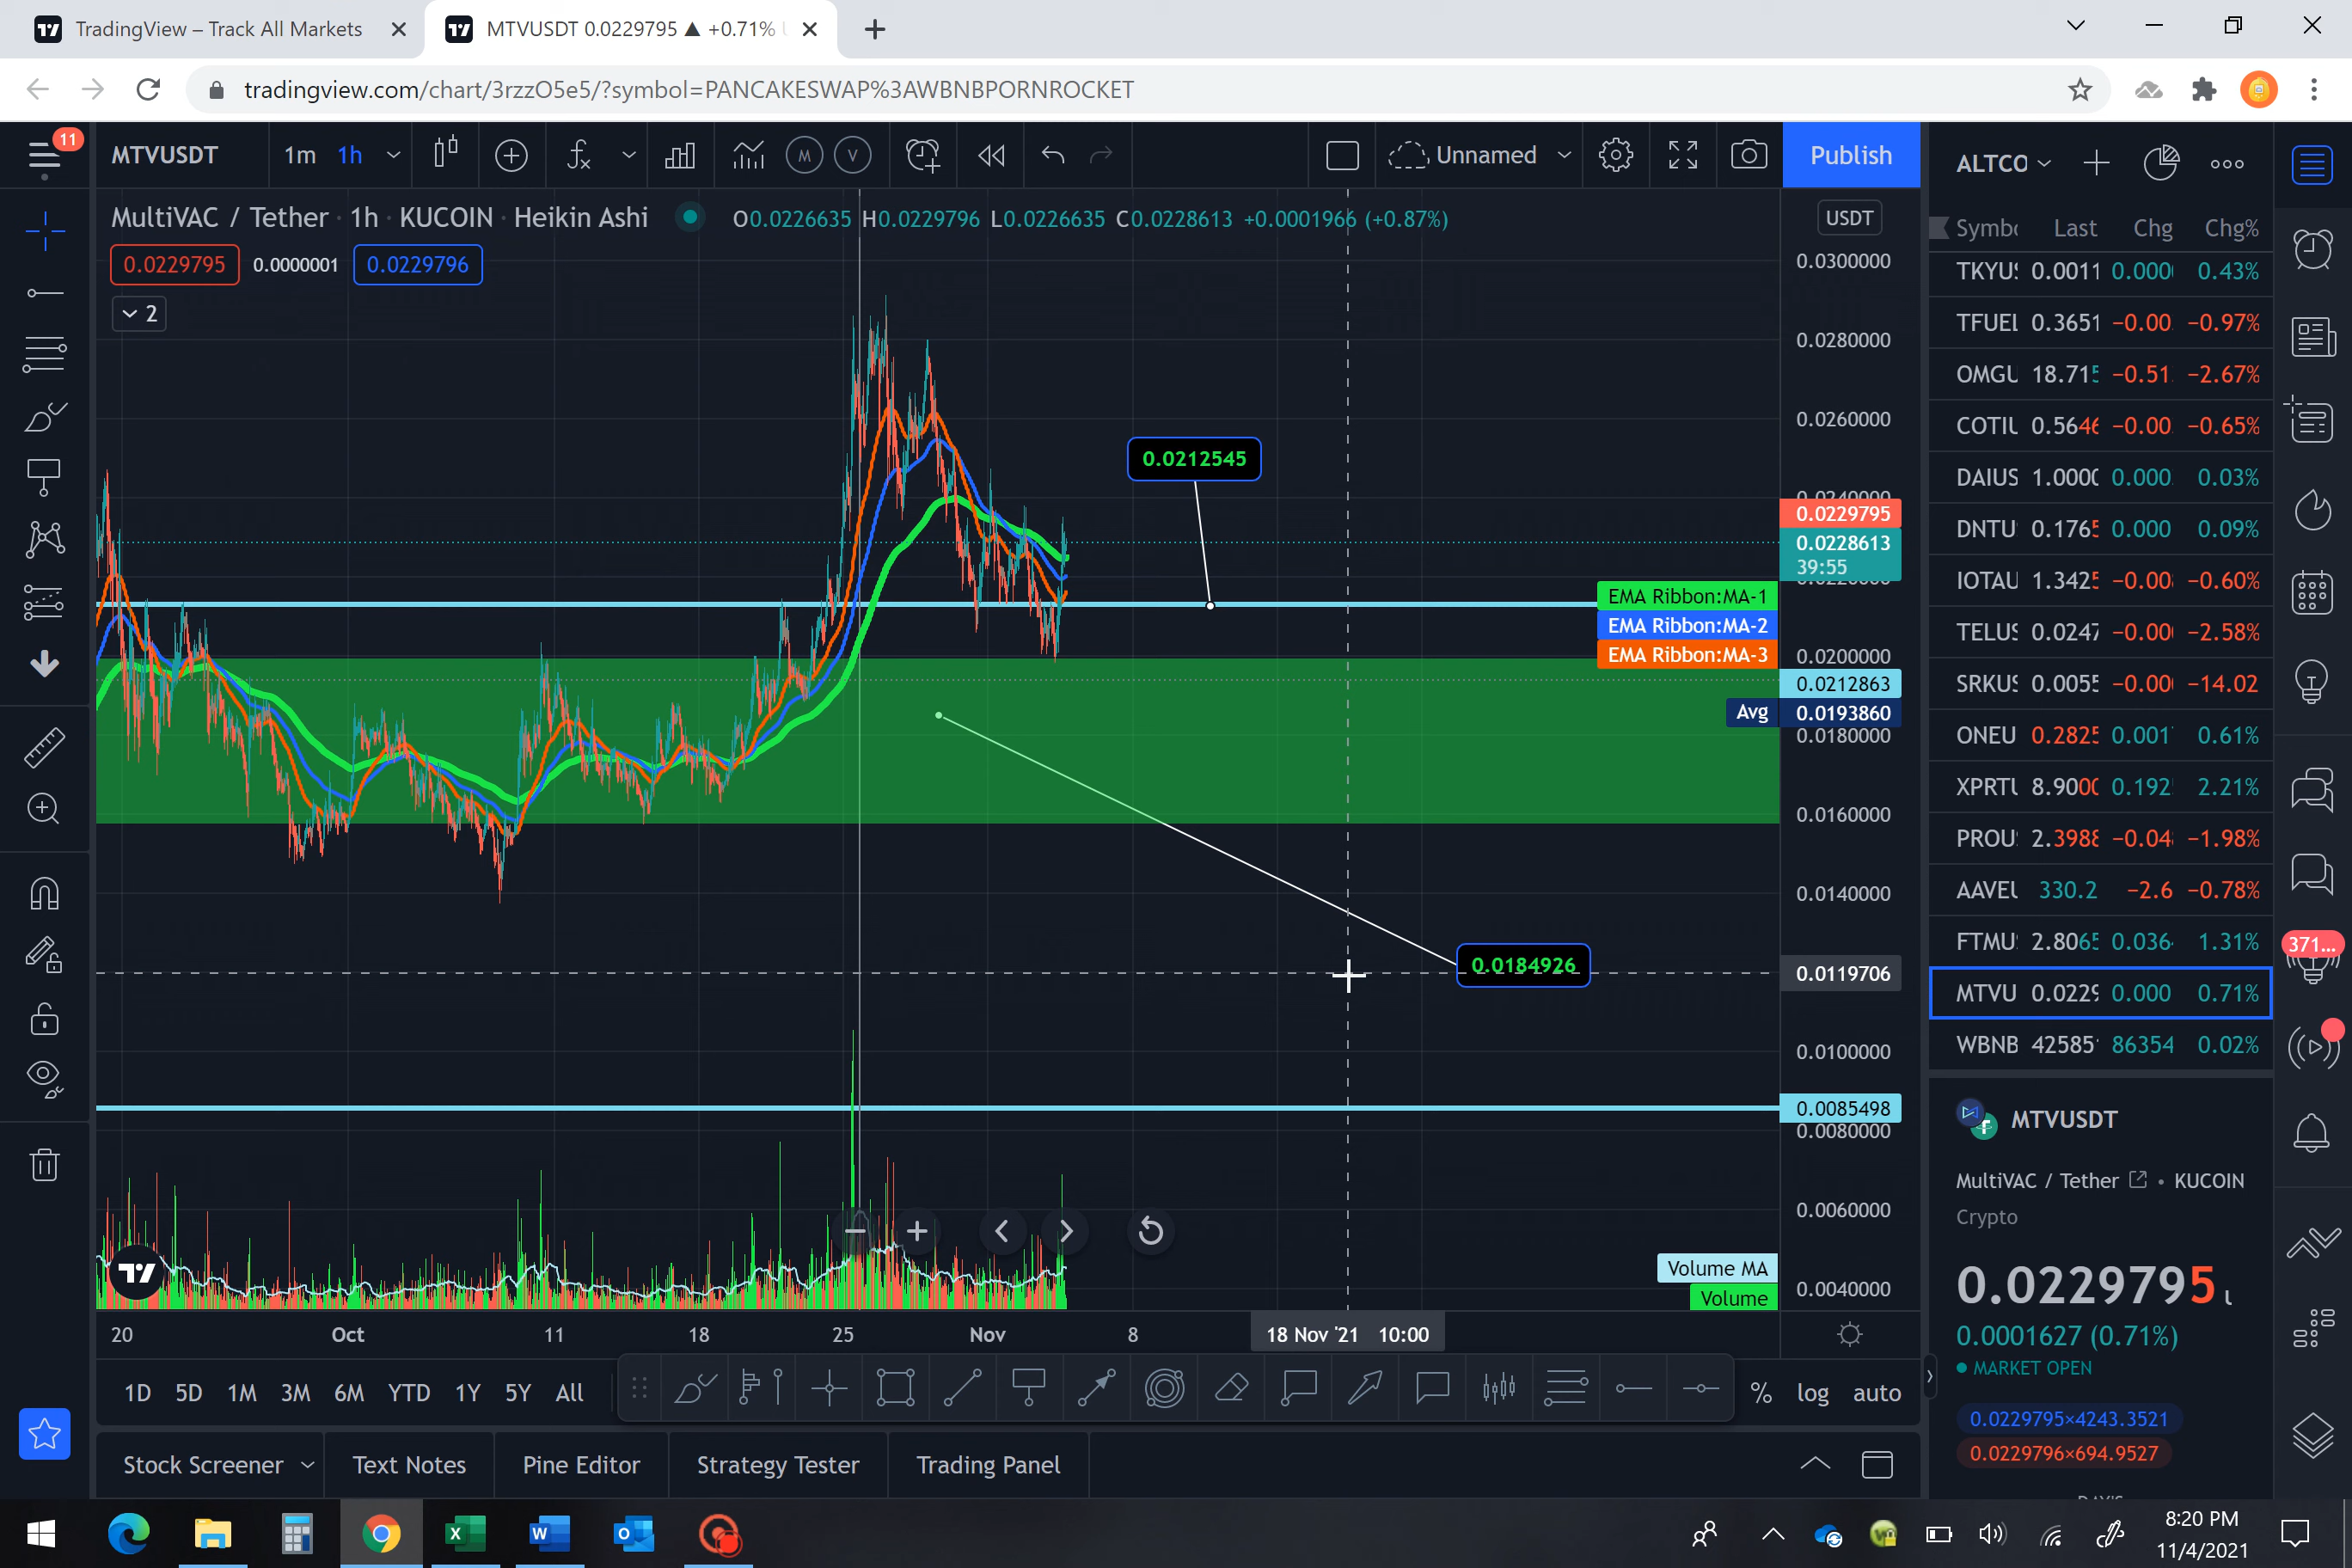 TradingView – Track All Markets
MTVUSDT 0.0229795 ▲ +0.71%
tradingview.com/chart/3rzzO5e5/?symbol=PANCAKESWAP%3AWBNBPORNROCKET
11
MTVUSDT 1m 1h M V Unnamed Publish
MultiVAC / Tether · 1h · KUCOIN · Heikin Ashi
O0.0226635 H0.0229796 L0.0226635 C0.0228613 +0.0001966 (+0.87%)
0.0229795 0.0000001 0.0229796
2
USDT
0.0300000
0.0280000
0.0260000
0.0240000
0.0229795
0.0228613
39:55
0.0212545
EMA Ribbon:MA-1
EMA Ribbon:MA-2
EMA Ribbon:MA-3
0.0200000
0.0212863
Avg 0.0193860
0.0180000
0.0160000
0.0140000
0.0184926
0.0119706
0.0100000
0.0085498
0.0080000
0.0060000
Volume MA
0.0040000
Volume
20 Oct 11 18 25 Nov 8 18 Nov '21 10:00
1D 5D 1M 3M 6M YTD 1Y 5Y All
% log auto
Stock Screener Text Notes Pine Editor Strategy Tester Trading Panel
ALTCO
Symbo Last Chg Chg%
TKYUS 0.0011 0.000 0.43%
TFUEL 0.3651 −0.00 −0.97%
OMGU 18.715 −0.51 −2.67%
COTIU 0.5646 −0.00 −0.65%
DAIUS 1.0000 0.000 0.03%
DNTU 0.1765 0.000 0.09%
IOTAU 1.3425 −0.00 −0.60%
TELUS 0.0247 −0.00 −2.58%
SRKUS 0.0055 −0.00 −14.02
ONEU 0.2825 0.001 0.61%
XPRTU 8.9000 0.192 2.21%
PROU 2.3988 −0.04 −1.98%
AAVEU 330.2 −2.6 −0.78%
FTMU 2.8065 0.036 1.31%
MTVU 0.0229 0.000 0.71%
WBNB 42585 86354 0.02%
371...
MTVUSDT
MultiVAC / Tether • KUCOIN
Crypto
0.0229795
0.0001627 (0.71%)
MARKET OPEN
0.0229795×4243.3521
0.0229796×694.9527
8:20 PM
11/4/2021